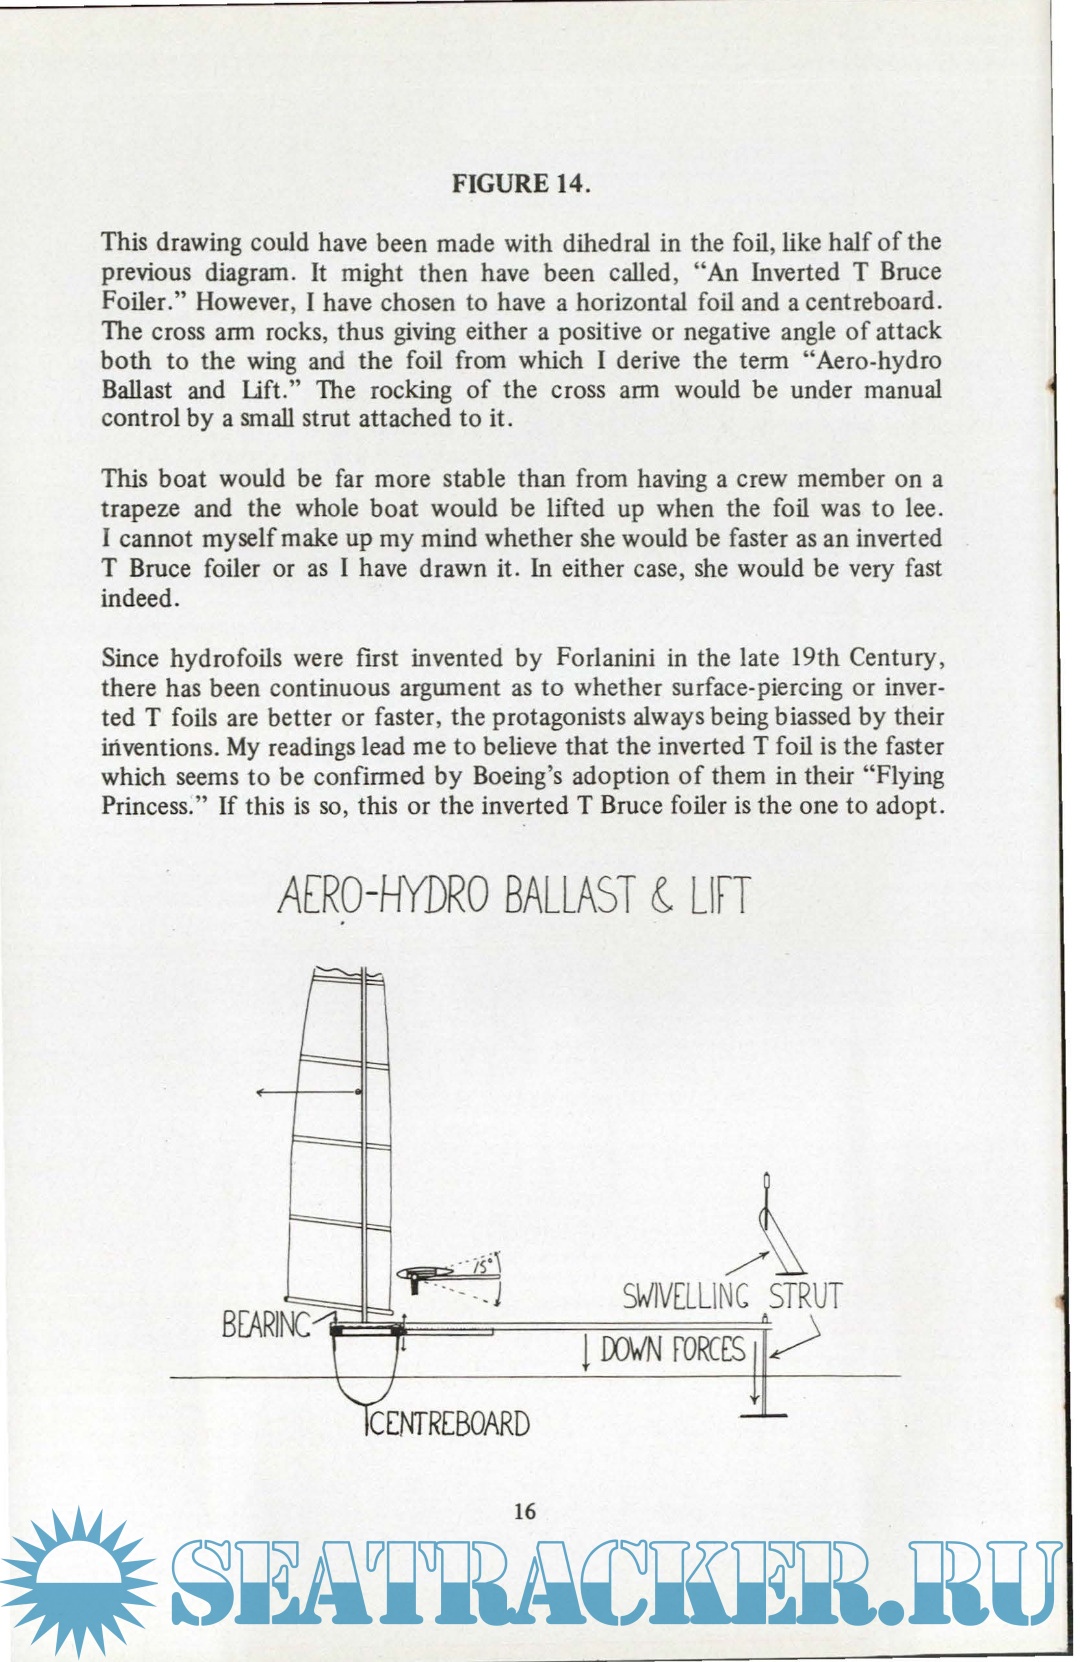 FIGURE 14.
This drawing could have been made with dihedral in the foil, like half of the
previous diagram. It might then have been called, “An Inverted T Bruce
Foiler.” However, I have chosen to have a horizontal foil and a centreboard.
The cross arm rocks, thus giving either a positive or negative angle of attack
both to the wing and the foil from which I derive the term “Aero-hydro
Ballast and Lift.” The rocking of the cross arm would be under manual
control by a small strut attached to it.
This boat would be far more stable than from having a crew member on a
trapeze and the whole boat would be lifted up when the foil was to lee.
I cannot myself make up my mind whether she would be faster as an inverted
T Bruce foiler or as I have drawn it. In either case, she would be very fast
indeed.
Since hydrofoils were first invented by Forlanini in the late 19th Century,
there has been continuous argument as to whether surface-piercing or inver-
ted T foils are better or faster, the protagonists always being biassed by their
inventions. My readings lead me to believe that the inverted T foil is the faster
which seems to be confirmed by Boeing’s adoption of them in their “Flying
Princess.” If this is so, this or the inverted T Bruce foiler is the one to adopt.
AERO-HYDRO BALLAST & LIFT
15°
SWIVELLING STRUT
BEARING
DOWN FORCES
CENTREBOARD
16
SEATRACKER.RU